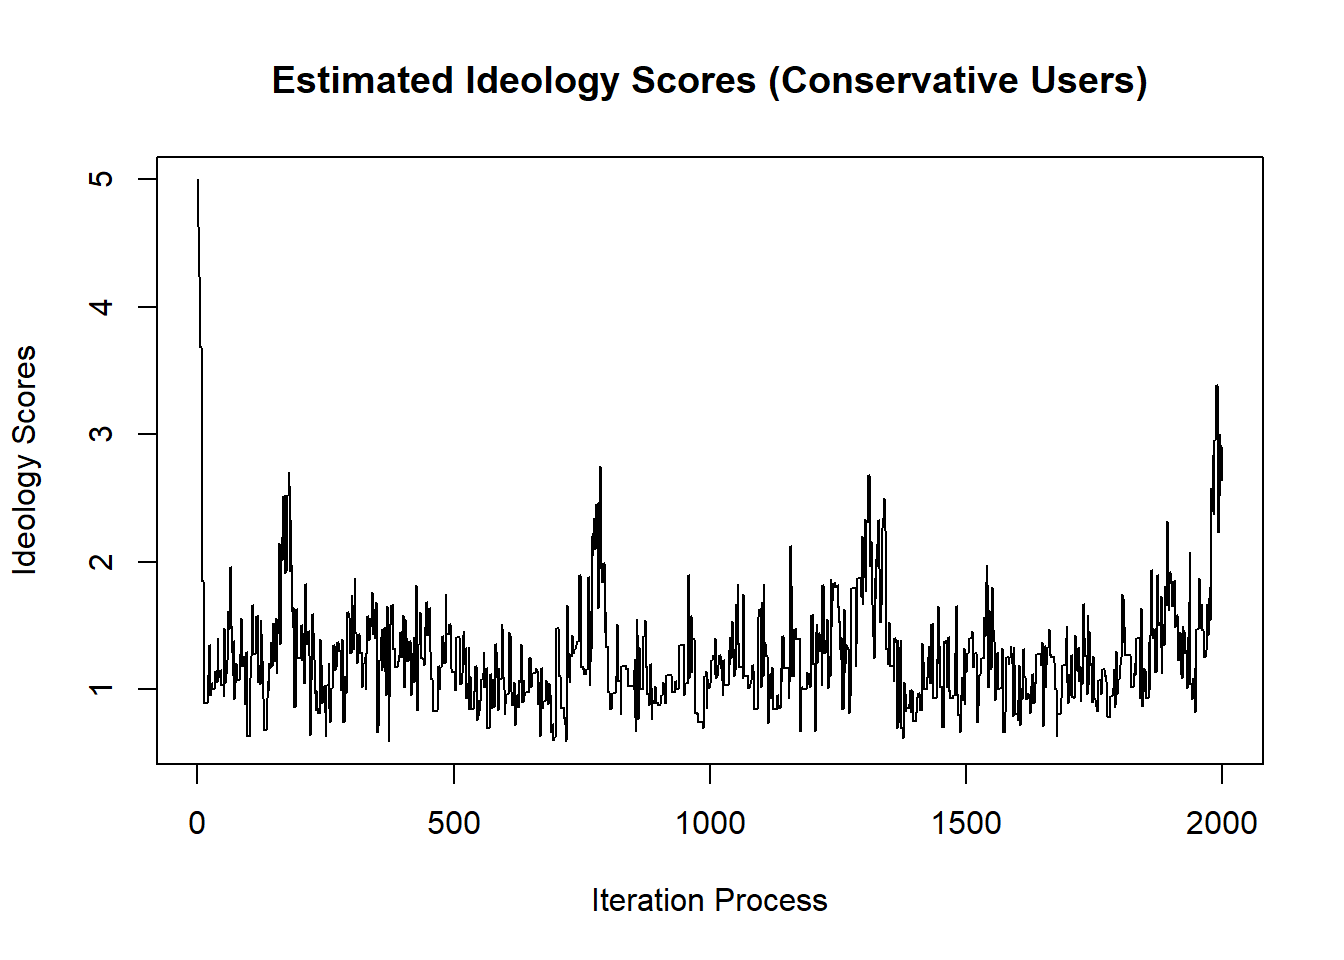 Estimated Ideology Scores (Conservative Users)
5
4
3
2
1
Ideology Scores
0 500 1000 1500 2000
Iteration Process